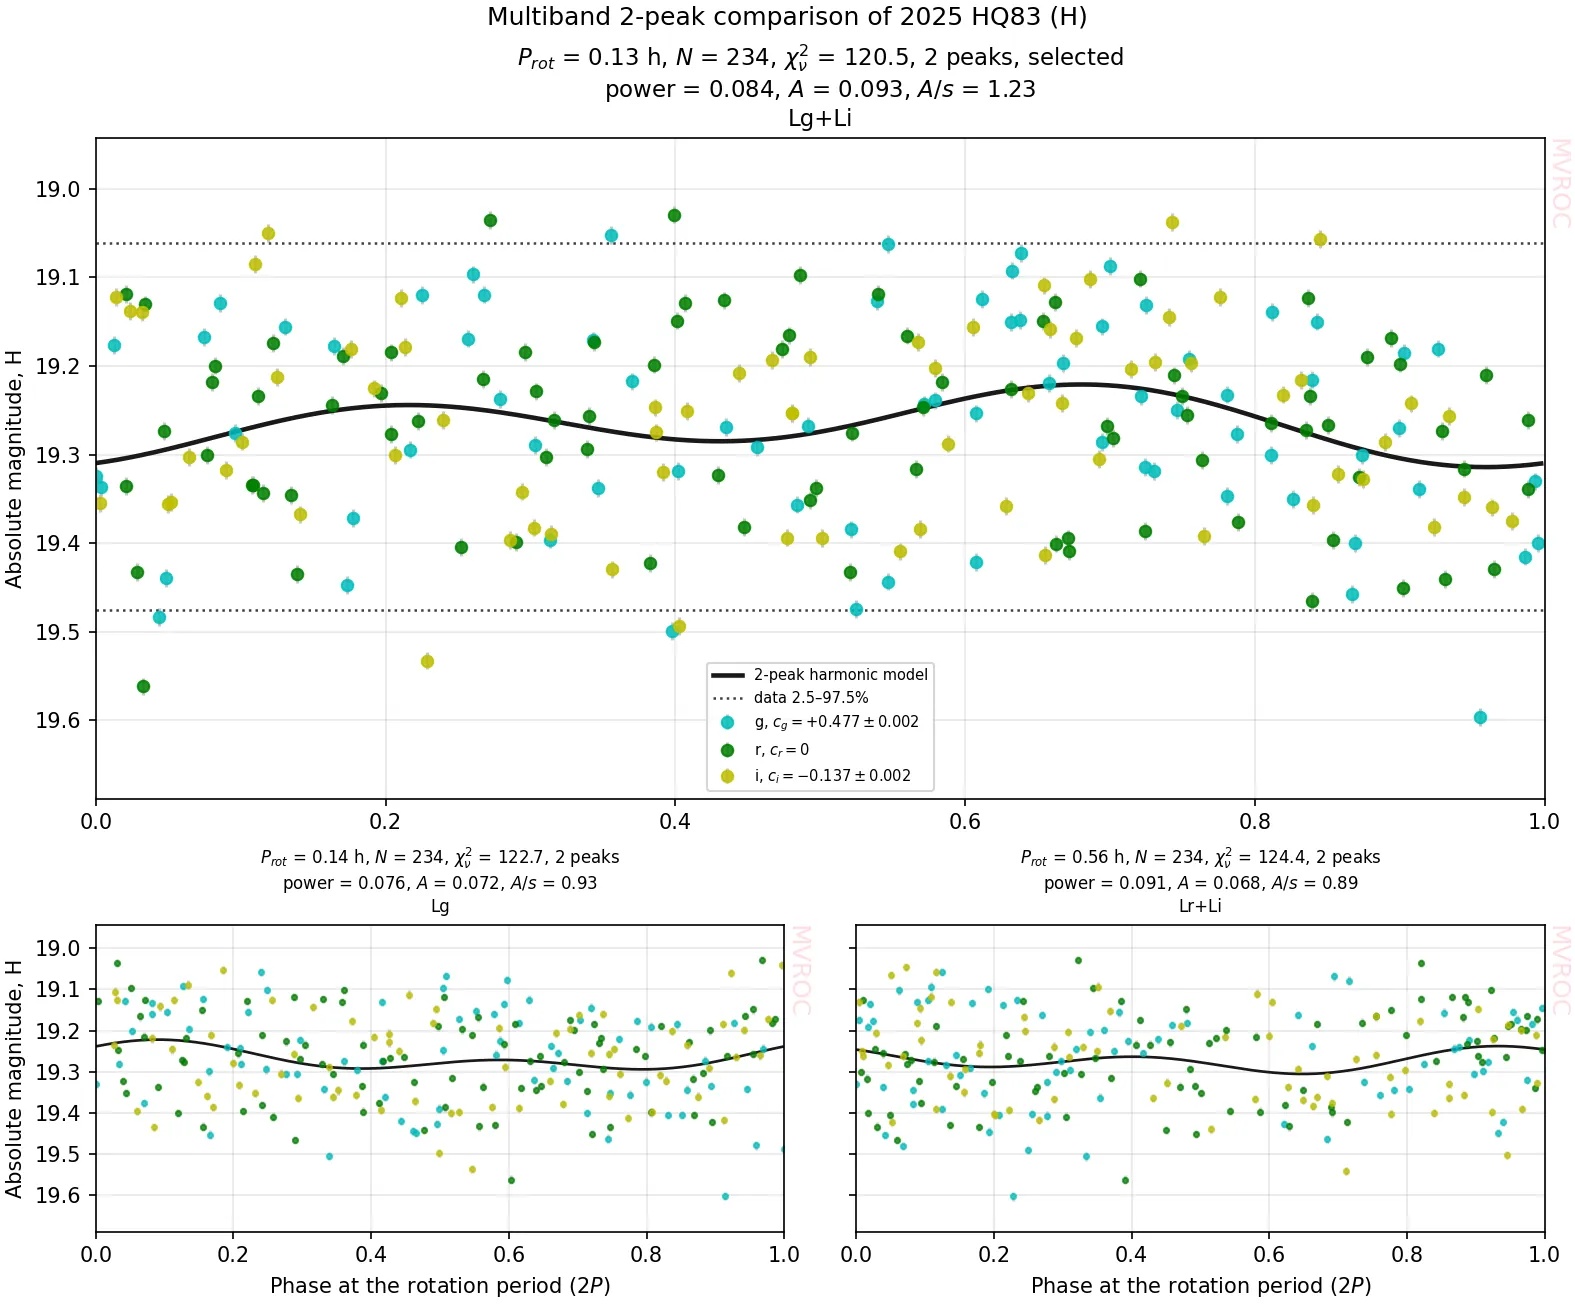 Multiband 2-peak comparison of 2025 HQ83 (H)
P_rot = 0.13 h, N = 234, χ²_ν = 120.5, 2 peaks, selected
power = 0.084, A = 0.093, A/s = 1.23
Lg+Li
MVROC
Absolute magnitude, H
19.0
19.1
19.2
19.3
19.4
19.5
19.6
2-peak harmonic model
data 2.5–97.5%
g, c_g = +0.477 ± 0.002
r, c_r = 0
i, c_i = −0.137 ± 0.002
0.0 0.2 0.4 0.6 0.8 1.0
P_rot = 0.14 h, N = 234, χ²_ν = 122.7, 2 peaks
power = 0.076, A = 0.072, A/s = 0.93
Lg
MVROC
Absolute magnitude, H
19.0
19.1
19.2
19.3
19.4
19.5
19.6
0.0 0.2 0.4 0.6 0.8 1.0
Phase at the rotation period (2P)
P_rot = 0.56 h, N = 234, χ²_ν = 124.4, 2 peaks
power = 0.091, A = 0.068, A/s = 0.89
Lr+Li
MVROC
0.0 0.2 0.4 0.6 0.8 1.0
Phase at the rotation period (2P)